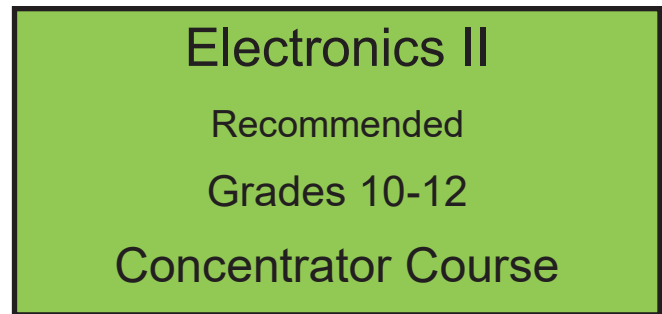 Electronics II
Recommended
Grades 10-12
Concentrator Course